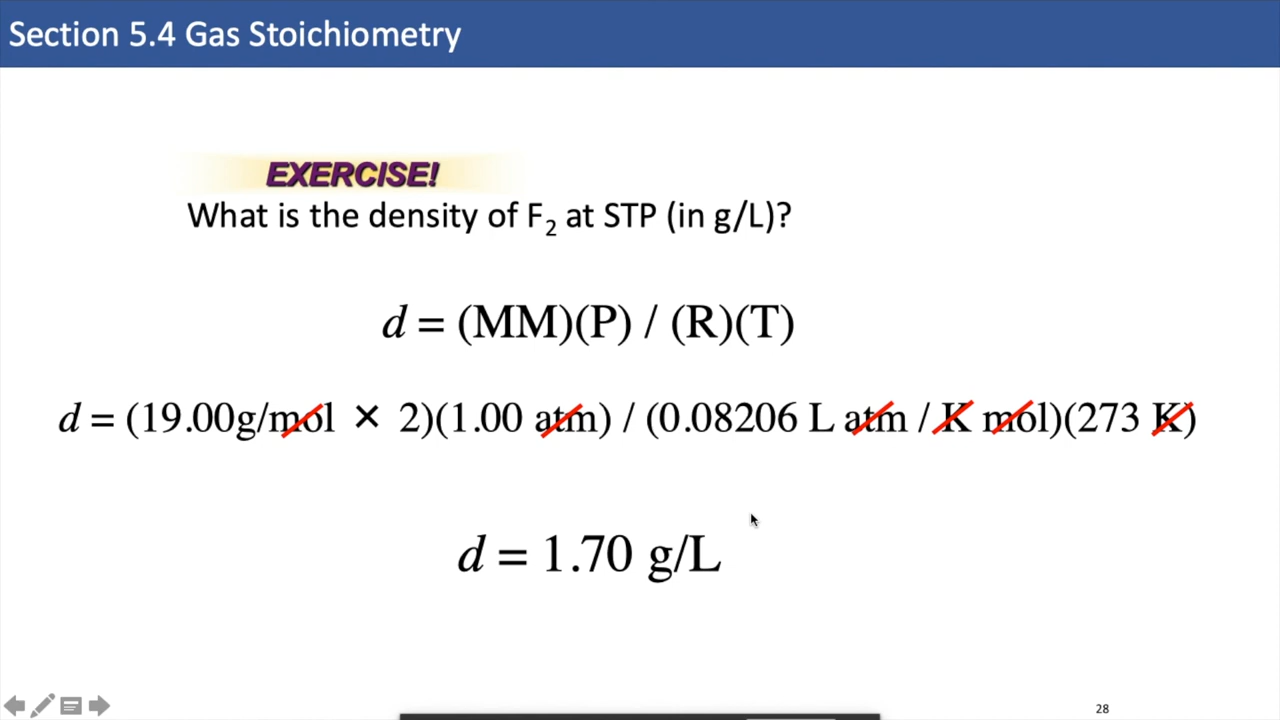 Section 5.4 Gas Stoichiometry
EXERCISE!
What is the density of F₂ at STP (in g/L)?
d = (MM)(P) / (R)(T)
d = (19.00g/mol × 2)(1.00 atm) / (0.08206 L atm / K mol)(273 K)
d = 1.70 g/L
28